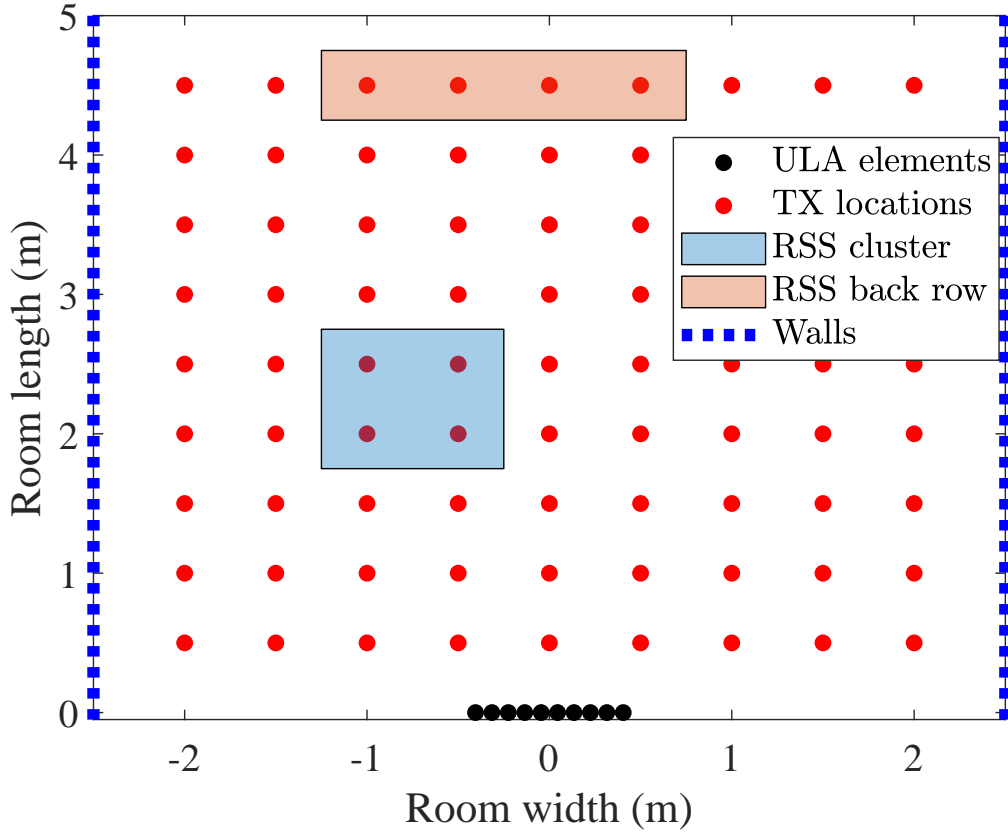 5
4
3
2
1
0
Room length (m)
ULA elements
TX locations
RSS cluster
RSS back row
Walls
-2 -1 0 1 2
Room width (m)